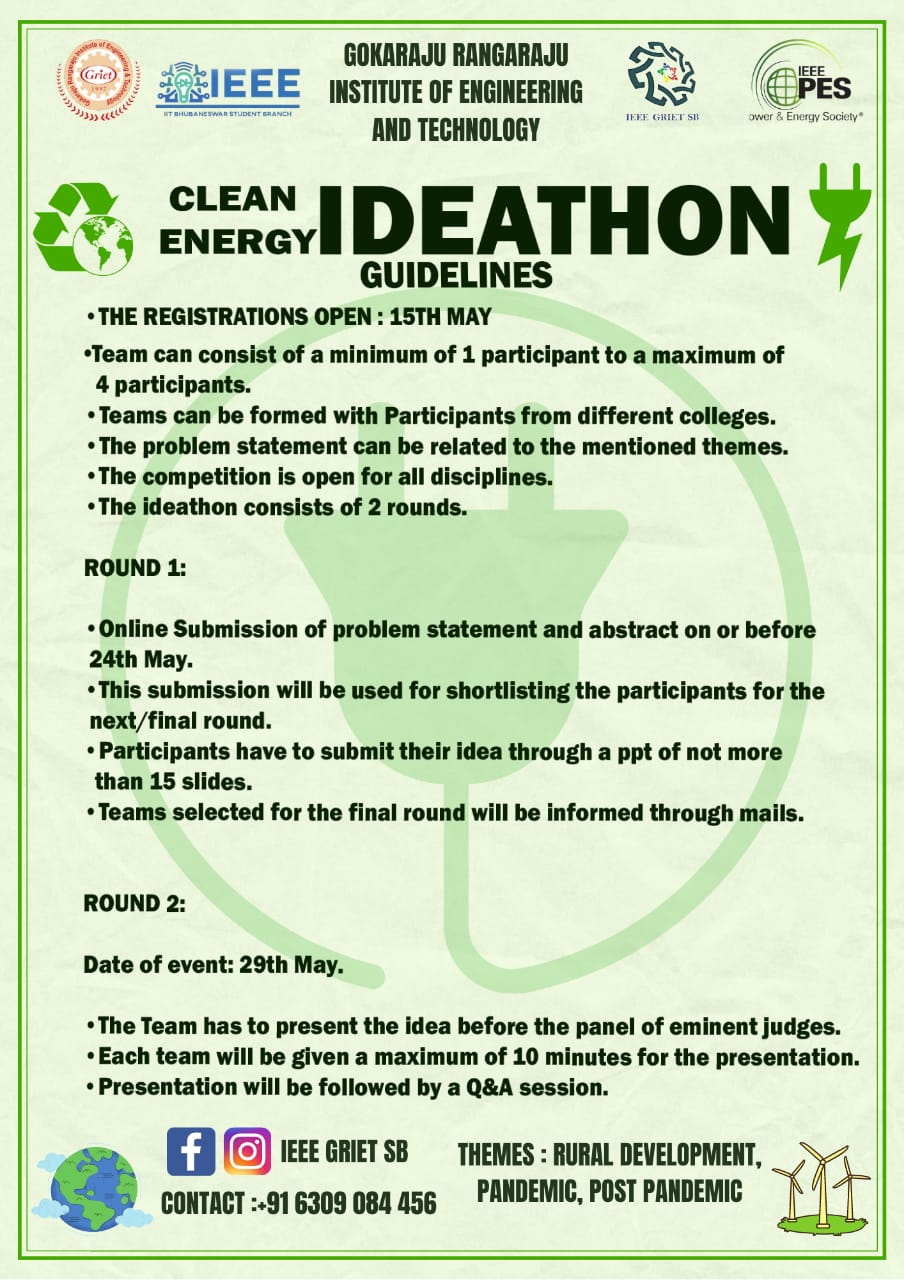 Gokaraju Rangaraju Institute of Engineering & Technology
Griet
1997
IEEE
IIT BHUBANESWAR STUDENT BRANCH
GOKARAJU RANGARAJU
INSTITUTE OF ENGINEERING
AND TECHNOLOGY
IEEE GRIET SB
IEEE
PES
ower & Energy Society®
CLEAN
ENERGY
IDEATHON
GUIDELINES
•THE REGISTRATIONS OPEN : 15TH MAY
•Team can consist of a minimum of 1 participant to a maximum of
4 participants.
•Teams can be formed with Participants from different colleges.
•The problem statement can be related to the mentioned themes.
•The competition is open for all disciplines.
•The ideathon consists of 2 rounds.
ROUND 1:
•Online Submission of problem statement and abstract on or before
24th May.
•This submission will be used for shortlisting the participants for the
next/final round.
•Participants have to submit their idea through a ppt of not more
than 15 slides.
•Teams selected for the final round will be informed through mails.
ROUND 2:
Date of event: 29th May.
•The Team has to present the idea before the panel of eminent judges.
•Each team will be given a maximum of 10 minutes for the presentation.
•Presentation will be followed by a Q&A session.
IEEE GRIET SB
CONTACT :+91 6309 084 456
THEMES : RURAL DEVELOPMENT,
PANDEMIC, POST PANDEMIC